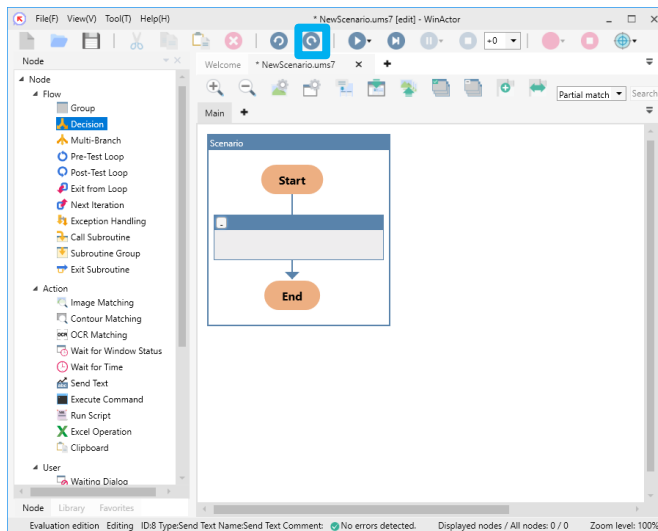 File(F) View(V) Tool(T) Help(H)
* NewScenario.ums7 [edit] - WinActor
+0
Node
Welcome * NewScenario.ums7
Partial match Search
Main
Node
Flow
Group
Decision
Multi-Branch
Pre-Test Loop
Post-Test Loop
Exit from Loop
Next Iteration
Exception Handling
Call Subroutine
Subroutine Group
Exit Subroutine
Action
Image Matching
Contour Matching
OCR OCR Matching
Wait for Window Status
Wait for Time
Send Text
Execute Command
Run Script
Excel Operation
Clipboard
User
Waiting Dialog
Scenario
Start
End
Node Library Favorites
Evaluation edition Editing ID:8 Type:Send Text Name:Send Text Comment: No errors detected. Displayed nodes / All nodes: 0 / 0 Zoom level: 100%